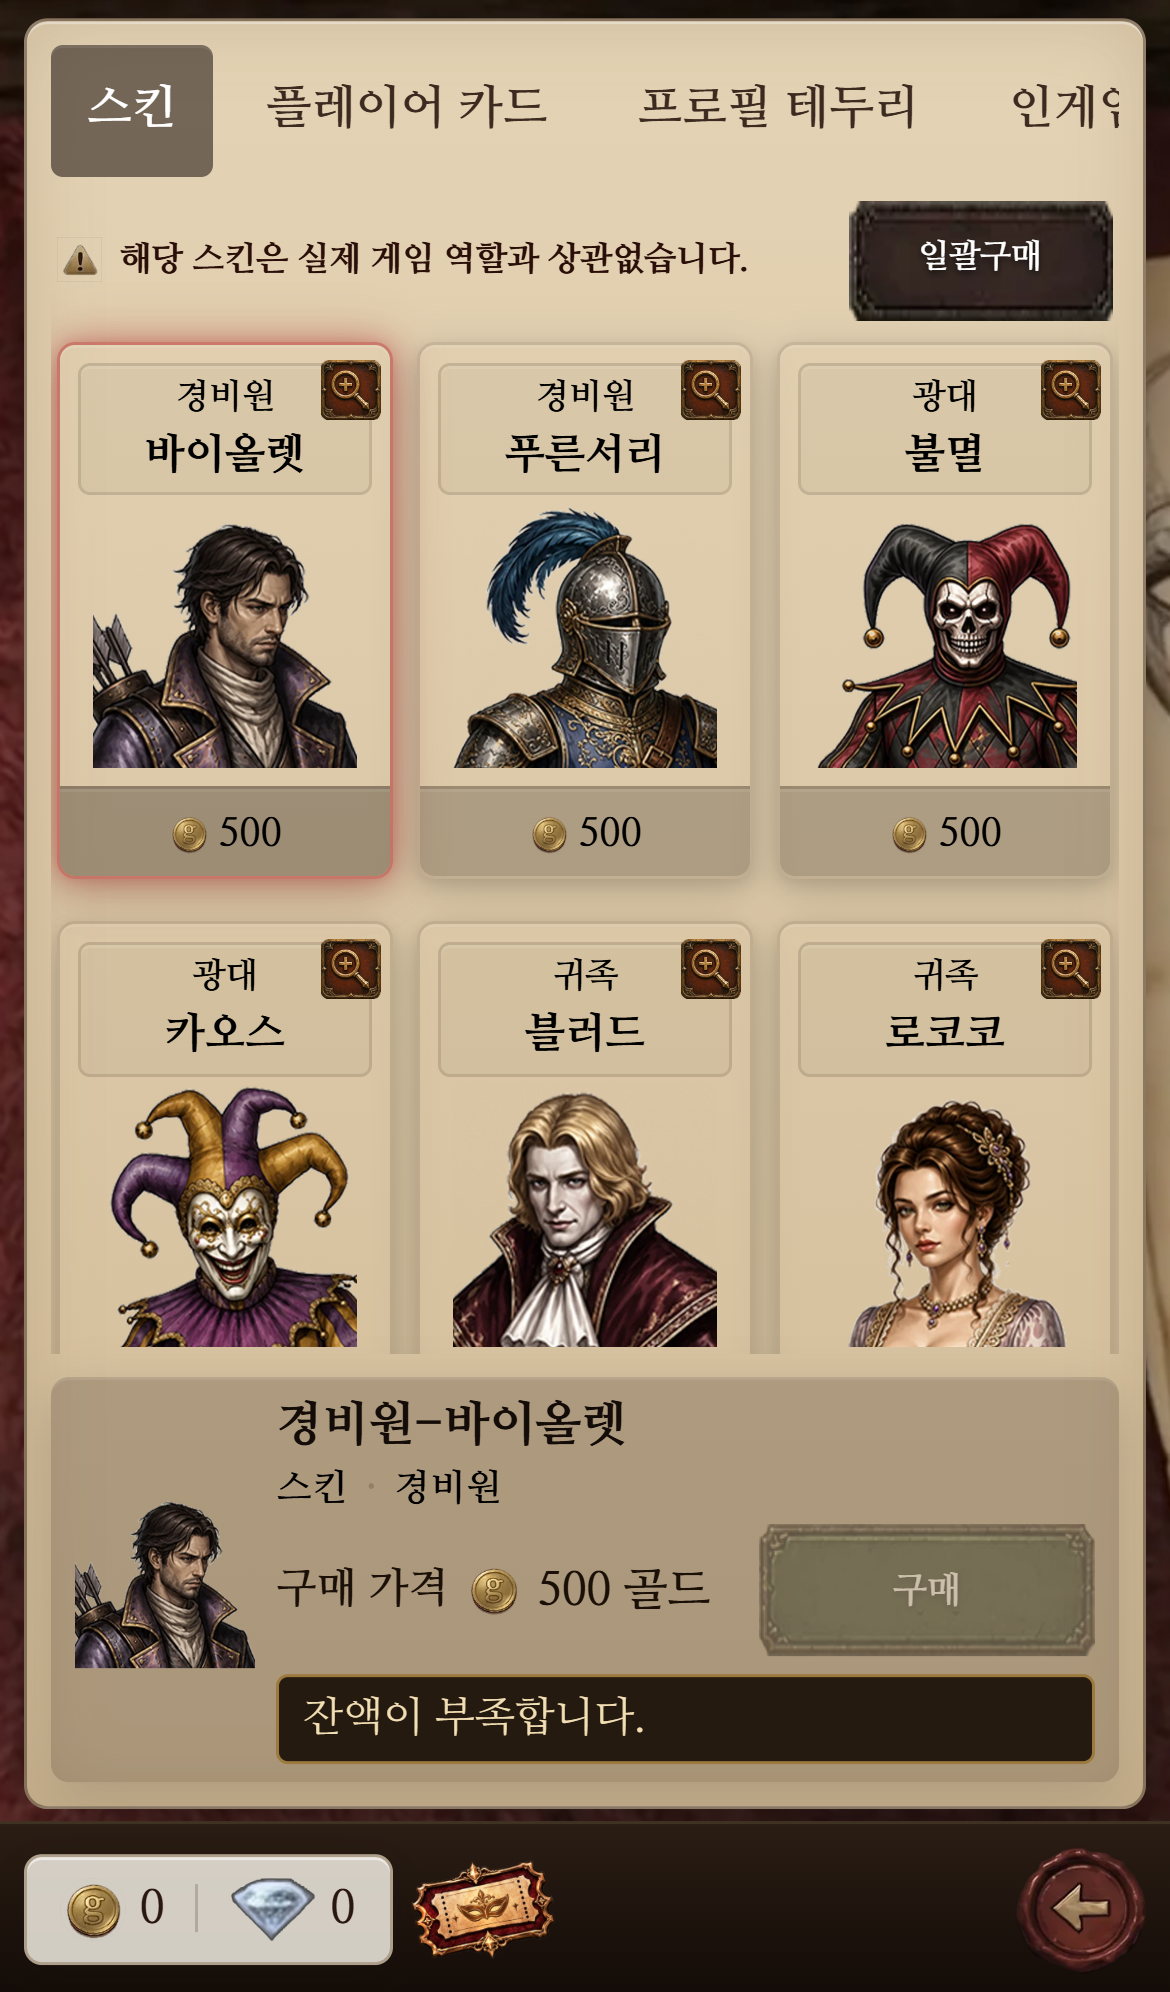 스킨 플레이어 카드 프로필 테두리 인게
해당 스킨은 실제 게임 역할과 상관없습니다. 일괄구매
경비원 경비원 광대
바이올렛 푸른서리 불멸
500 500 500
광대 귀족 귀족
카오스 블러드 로코코
경비원-바이올렛
스킨 · 경비원
구매 가격 500 골드 구매
잔액이 부족합니다.
0 0